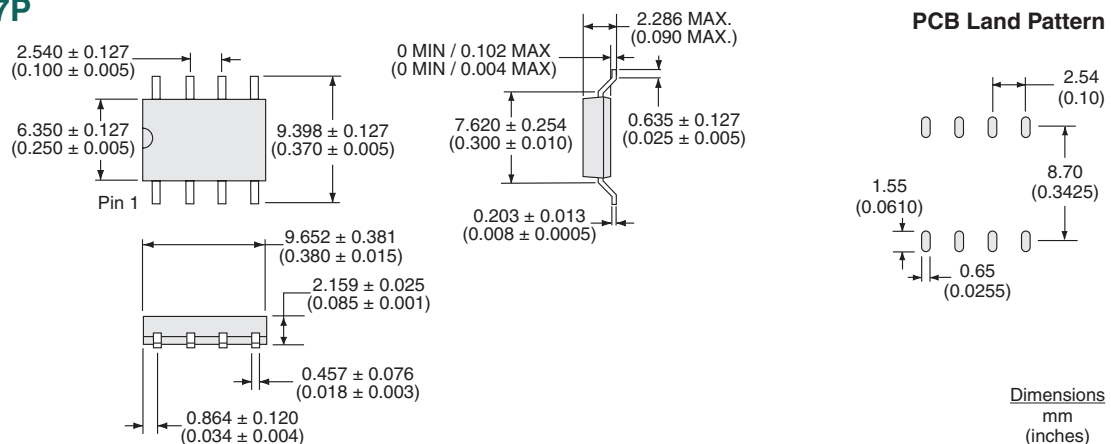 7P
PCB Land Pattern
2.540 ± 0.127
(0.100 ± 0.005)
6.350 ± 0.127
(0.250 ± 0.005)
9.398 ± 0.127
(0.370 ± 0.005)
Pin 1
2.286 MAX.
(0.090 MAX.)
0 MIN / 0.102 MAX
(0 MIN / 0.004 MAX)
7.620 ± 0.254
(0.300 ± 0.010)
0.635 ± 0.127
(0.025 ± 0.005)
0.203 ± 0.013
(0.008 ± 0.0005)
2.54
(0.10)
8.70
(0.3425)
1.55
(0.0610)
0.65
(0.0255)
9.652 ± 0.381
(0.380 ± 0.015)
2.159 ± 0.025
(0.085 ± 0.001)
0.457 ± 0.076
(0.018 ± 0.003)
0.864 ± 0.120
(0.034 ± 0.004)
Dimensions
mm
(inches)